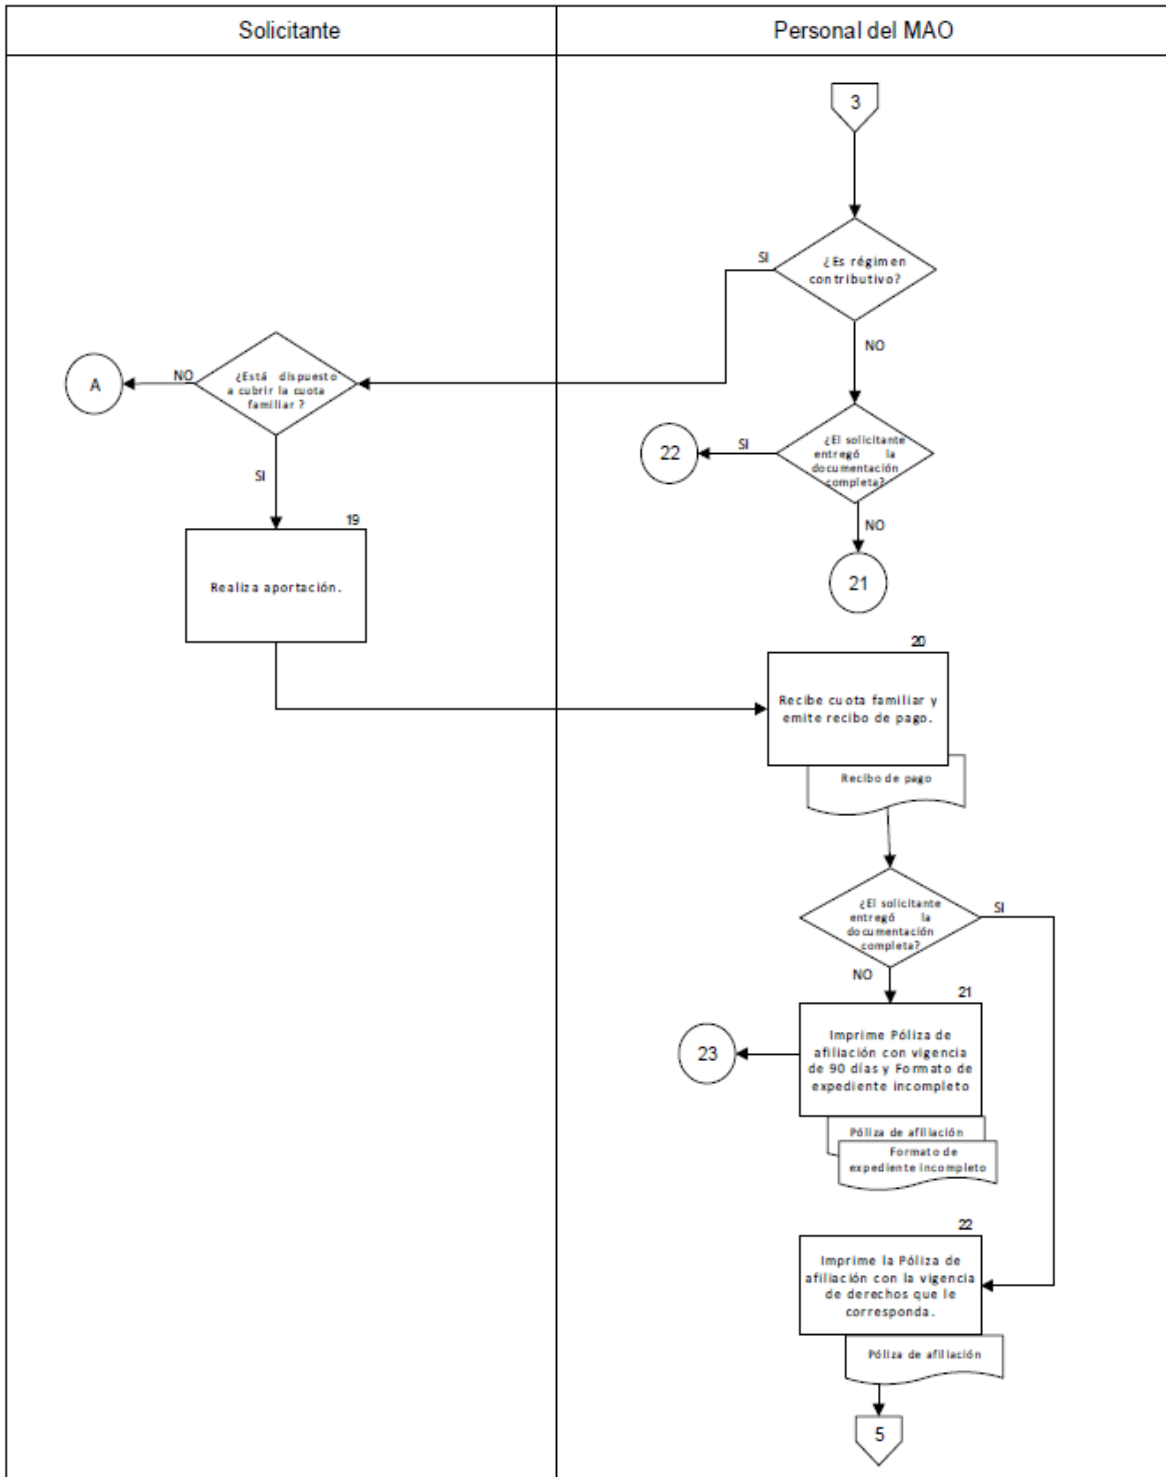 Solicitante
Personal del MAO
3
¿Es régimen
contributivo?
SI
NO
¿Está dispuesto
a cubrir la cuota
familiar ?
NO
A
SI
¿El solicitante
entregó la
documentación
completa?
SI
22
NO
21
19
Realiza aportación.
20
Recibe cuota familiar y
emite recibo de pago.
Recibo de pago
¿El solicitante
entregó la
documentación
completa?
SI
NO
21
Imprime Póliza de
afiliación con vigencia
de 90 días y Formato de
expediente incompleto
23
Póliza de afiliación
Formato de
expediente incompleto
22
Imprime la Póliza de
afiliación con la vigencia
de derechos que le
corresponda.
Póliza de afiliación
5